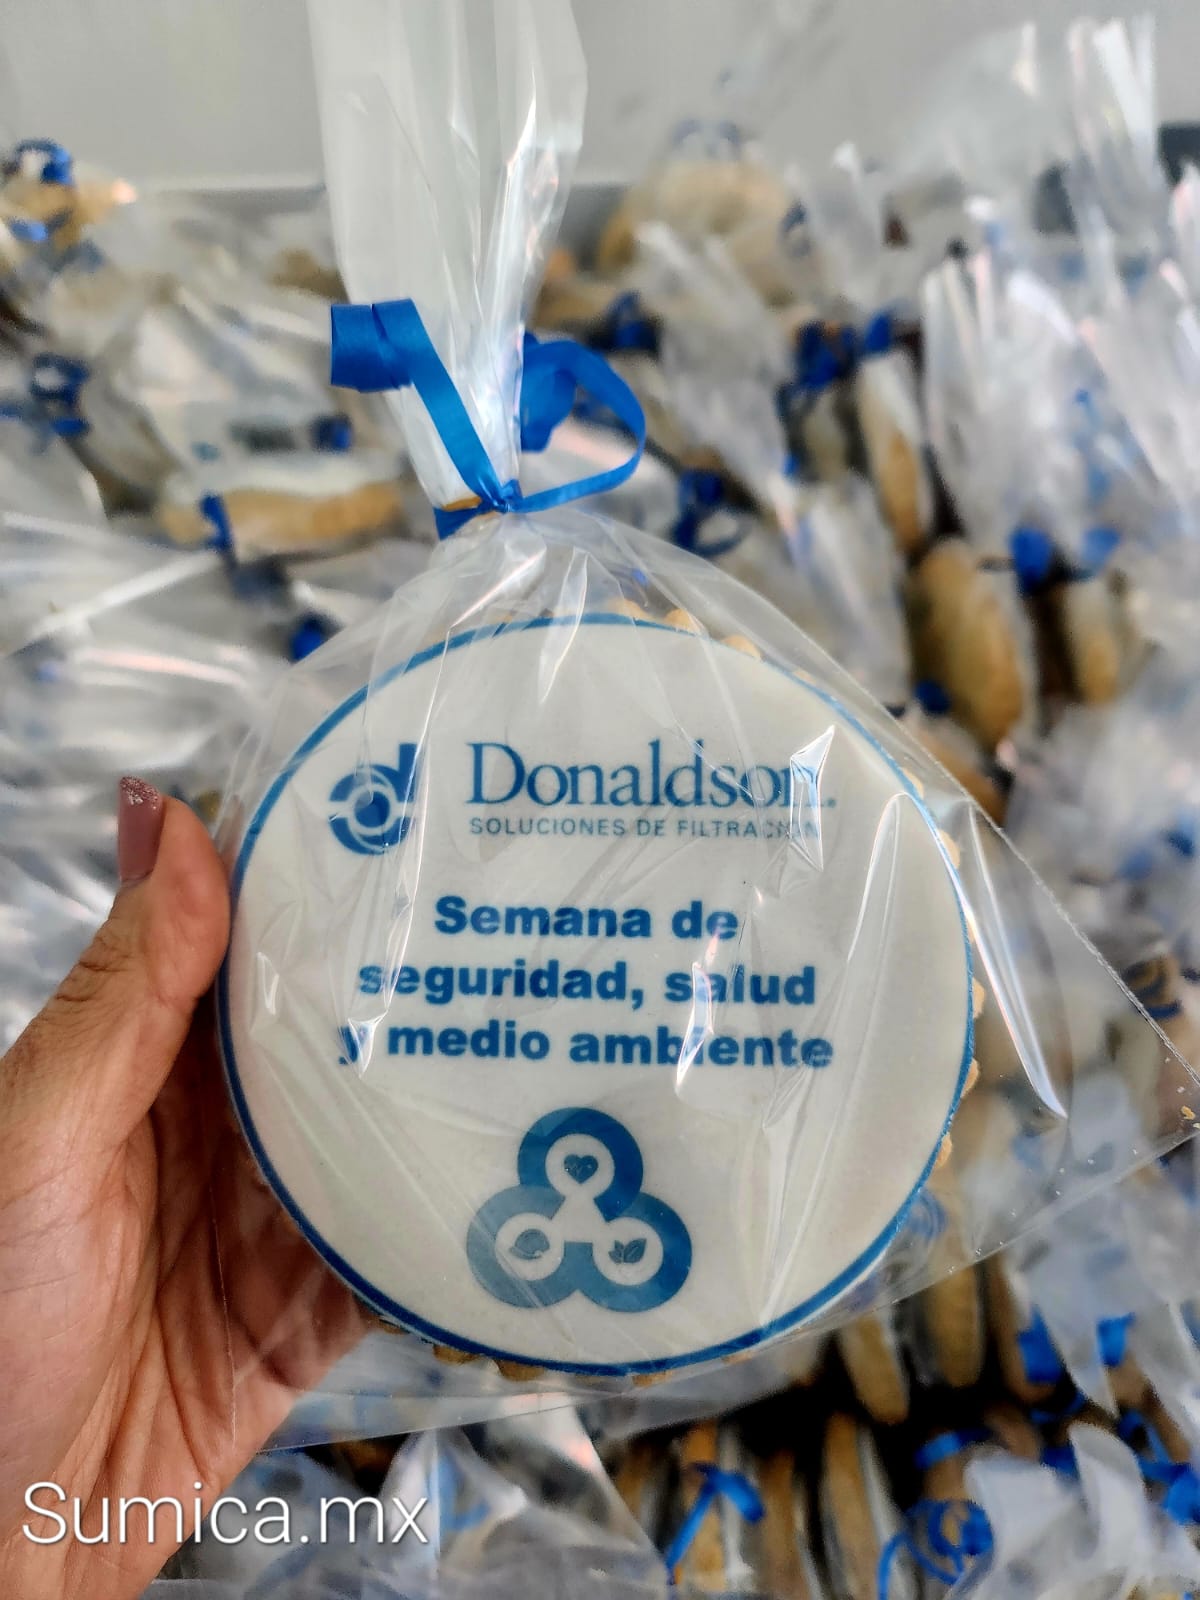 Donaldson.
SOLUCIONES DE FILTRACIÓN
Semana de
seguridad, salud
y medio ambiente
Sumica.mx